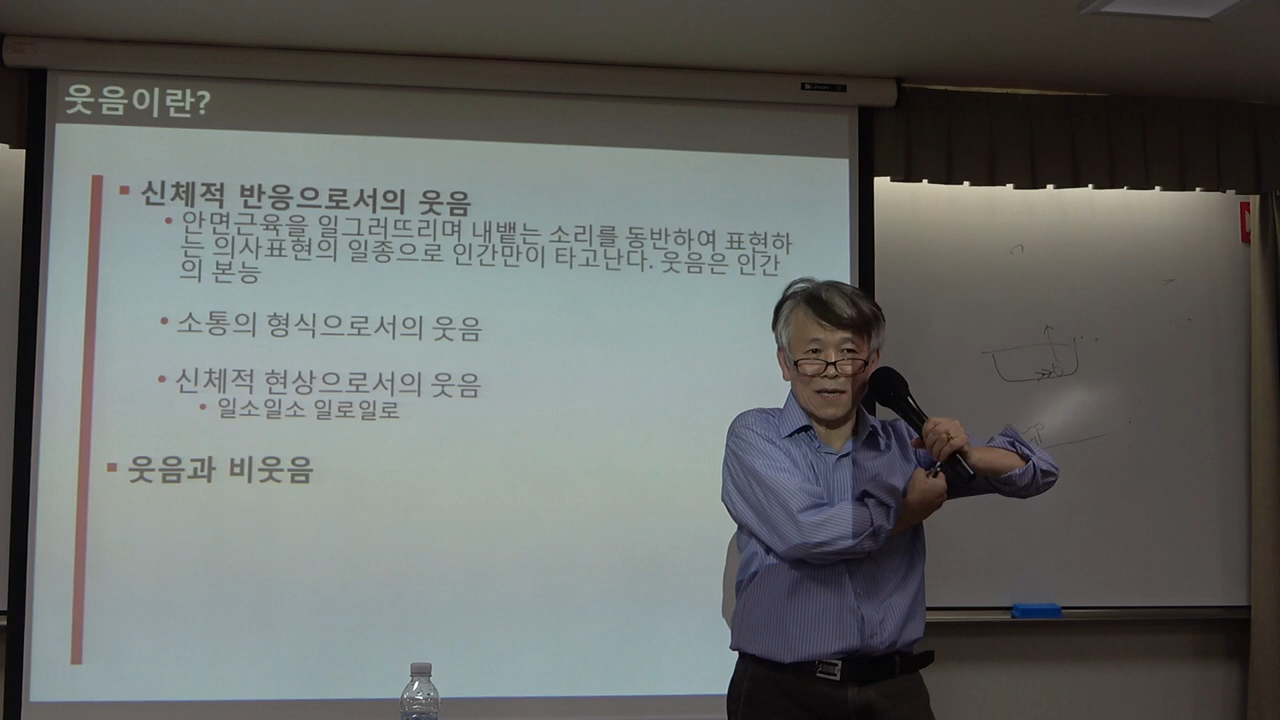 웃음이란?
신체적 반응으로서의 웃음
안면근육을 일그러뜨리며 내뱉는 소리를 동반하여 표현하
는 의사표현의 일종으로 인간만이 타고난다. 웃음은 인간
의 본능
소통의 형식으로서의 웃음
신체적 현상으로서의 웃음
일소일소 일로일로
웃음과 비웃음